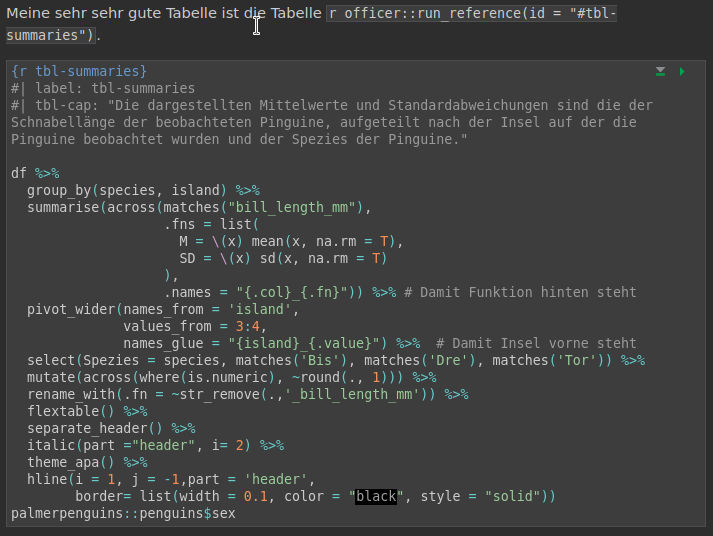 Meine sehr sehr gute Tabelle ist die Tabelle r officer::run_reference(id = "#tbl-
summaries").
{r tbl-summaries}
#| label: tbl-summaries
#| tbl-cap: "Die dargestellten Mittelwerte und Standardabweichungen sind die der
Schnabellänge der beobachteten Pinguine, aufgeteilt nach der Insel auf der die
Pinguine beobachtet wurden und der Spezies der Pinguine."
df %>%
  group_by(species, island) %>%
  summarise(across(matches("bill_length_mm"),
                   .fns = list(
                     M = \(x) mean(x, na.rm = T),
                     SD = \(x) sd(x, na.rm = T)
                   ),
                   .names = "{.col}_{.fn}")) %>% # Damit Funktion hinten steht
  pivot_wider(names_from = 'island',
              values_from = 3:4,
              names_glue = "{island}_{.value}") %>%  # Damit Insel vorne steht
  select(Spezies = species, matches('Bis'), matches('Dre'), matches('Tor')) %>%
  mutate(across(where(is.numeric), ~round(., 1))) %>%
  rename_with(.fn = ~str_remove(.,'_bill_length_mm')) %>%
  flextable() %>%
  separate_header() %>%
  italic(part ="header", i= 2) %>%
  theme_apa() %>%
  hline(i = 1, j = -1,part = 'header',
        border= list(width = 0.1, color = "black", style = "solid"))
palmerpenguins::penguins$sex